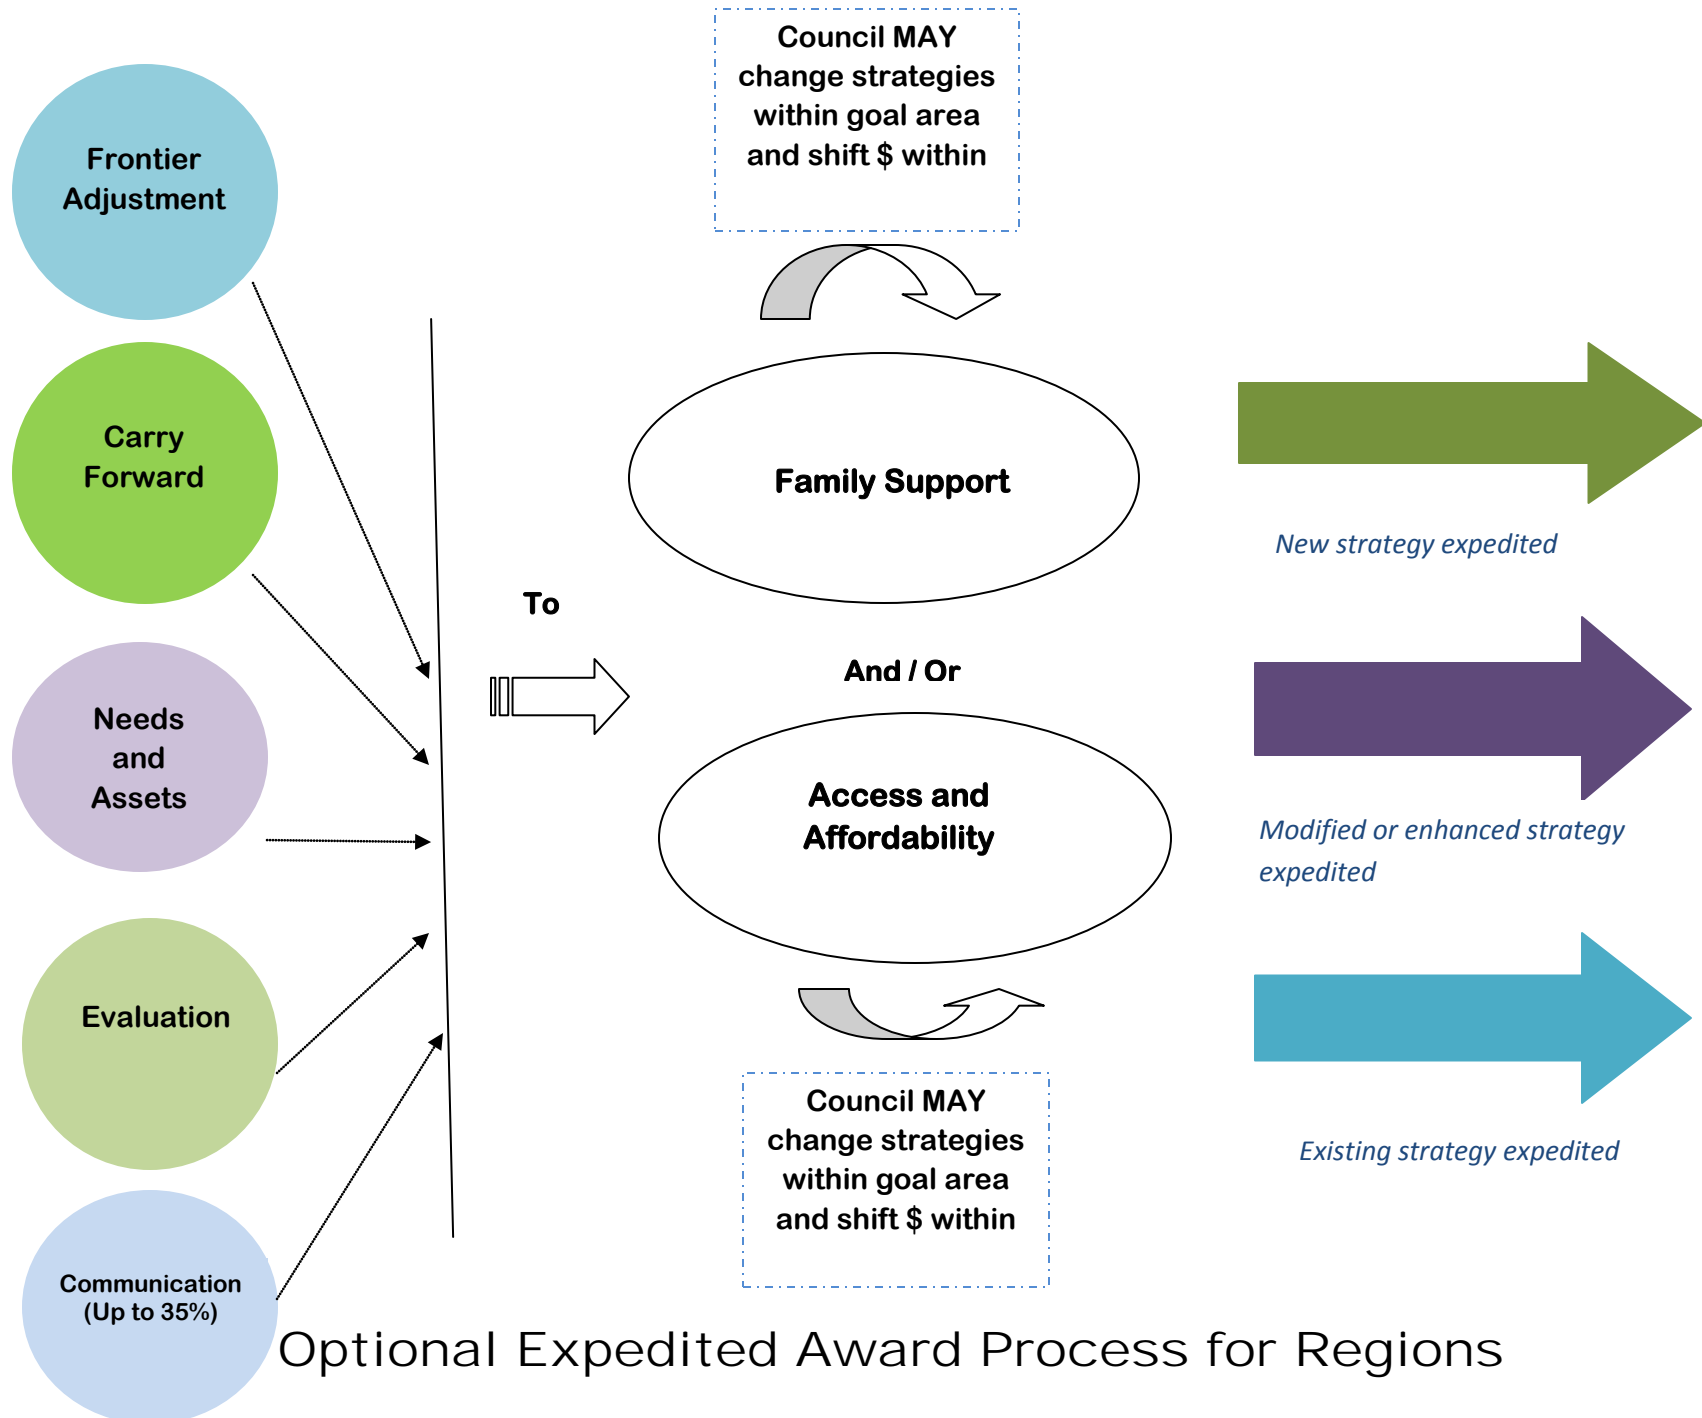 Council MAY
change strategies
within goal area
and shift $ within
Frontier
Adjustment
Carry
Forward
Needs
and
Assets
Evaluation
Communication
(Up to 35%)
To
Family Support
And / Or
Access and
Affordability
Council MAY
change strategies
within goal area
and shift $ within
New strategy expedited
Modified or enhanced strategy
expedited
Existing strategy expedited
Optional Expedited Award Process for Regions